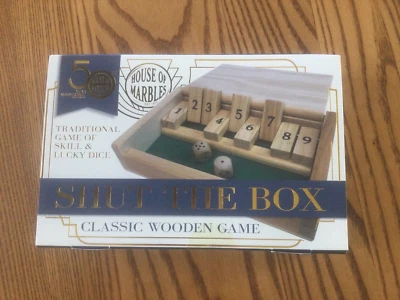 50
HOUSE OF
MARBLES
TRADITIONAL
GAME OF
SKILL &
LUCKY DICE
1 2 3 4 5 6 7 8 9
SHUT THE BOX
CLASSIC WOODEN GAME